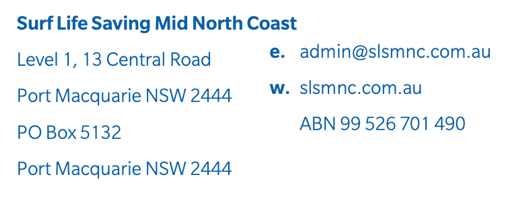 Surf Life Saving Mid North Coast
Level 1, 13 Central Road
Port Macquarie NSW 2444
PO Box 5132
Port Macquarie NSW 2444
e. admin@slsmnc.com.au
w. slsmnc.com.au
ABN 99 526 701 490